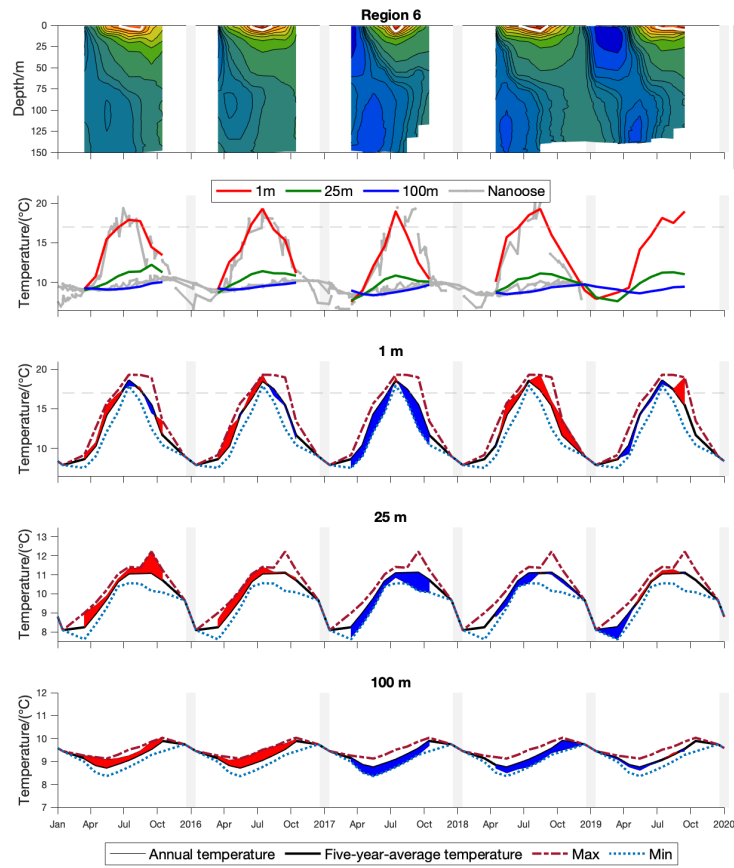 Region 6
Depth/m
0
25
50
75
100
125
150
1m 25m 100m Nanoose
Temperature/(°C)
20
15
10
1 m
Temperature/(°C)
20
15
10
25 m
Temperature/(°C)
13
12
11
10
9
8
100 m
Temperature/(°C)
12
11
10
9
8
7
Jan Apr Jul Oct 2016 Apr Jul Oct 2017 Apr Jul Oct 2018 Apr Jul Oct 2019 Apr Jul Oct 2020
Annual temperature Five-year-average temperature Max Min